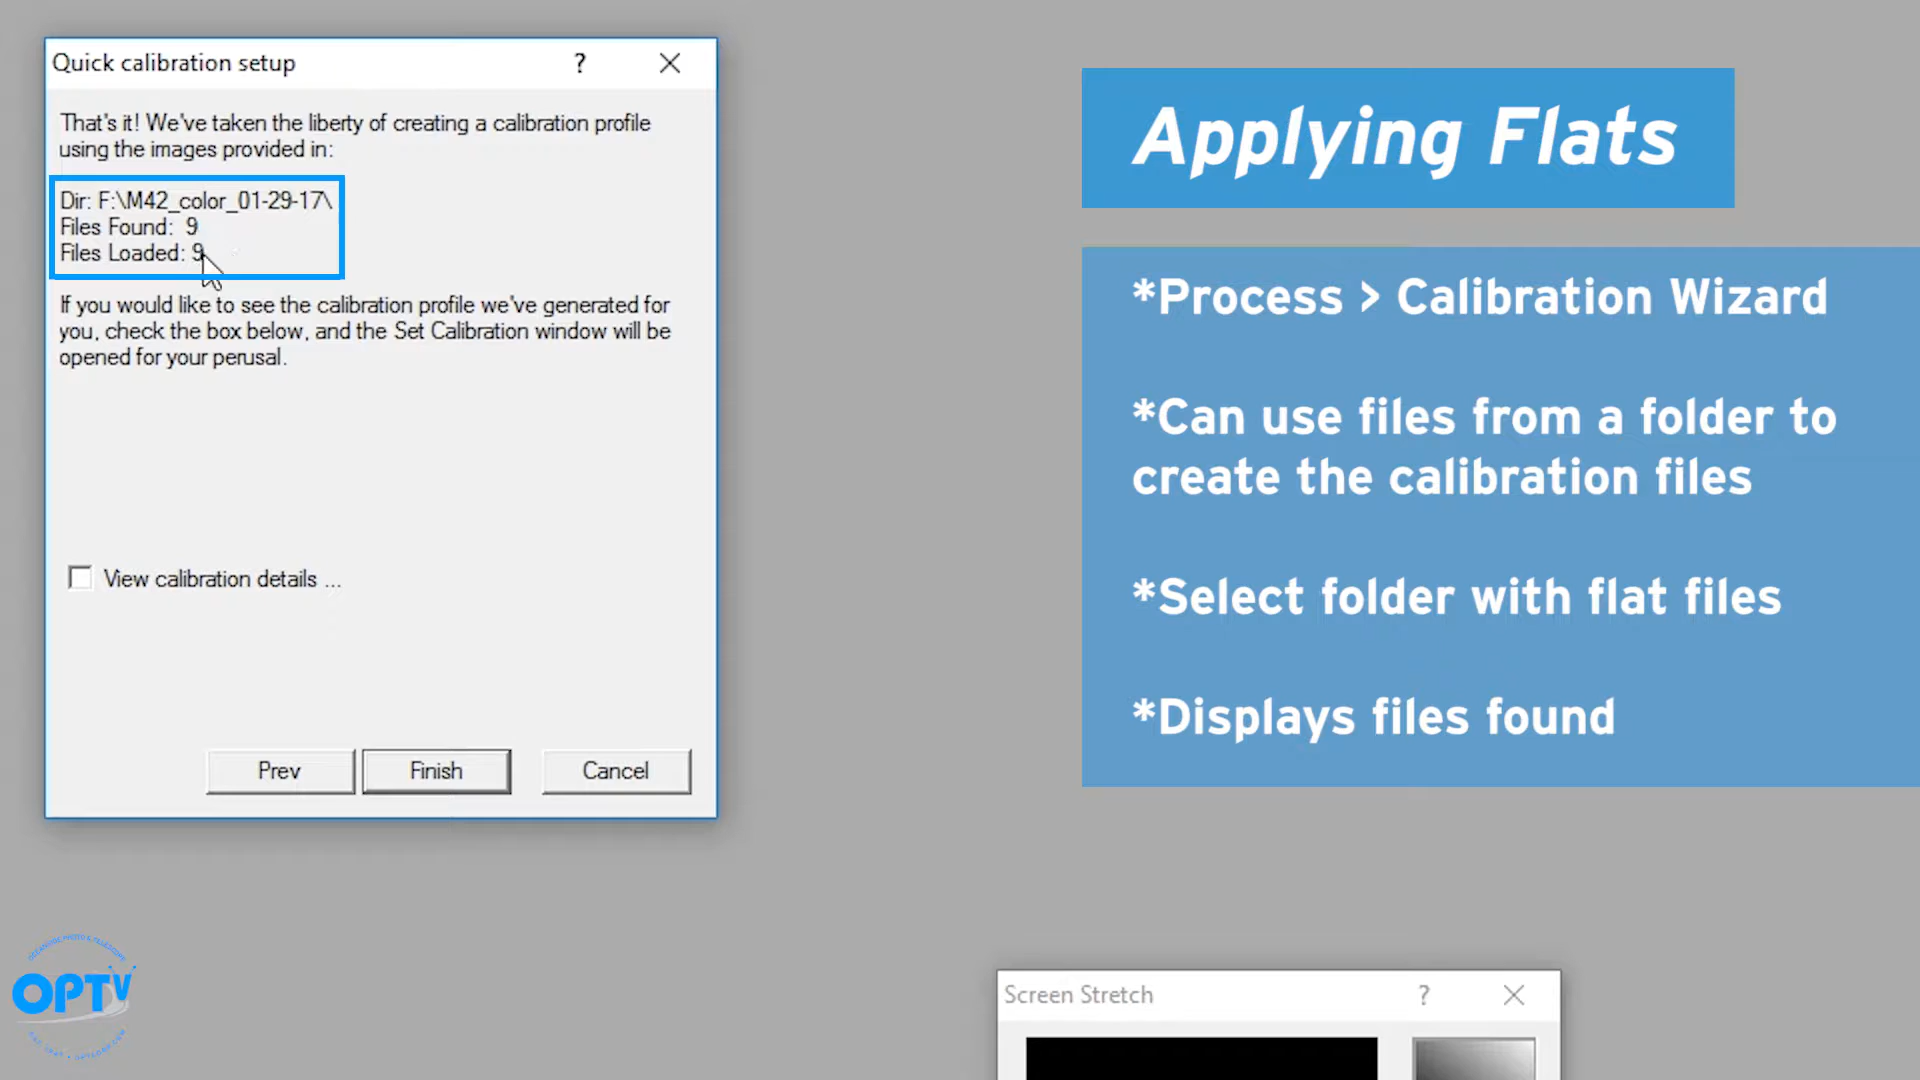 Quick calibration setup
?
That's it! We've taken the liberty of creating a calibration profile
using the images provided in:
Dir: F:\M42_color_01-29-17\
Files Found: 9
Files Loaded: 9
If you would like to see the calibration profile we've generated for
you, check the box below, and the Set Calibration window will be
opened for your perusal.
View calibration details ...
Prev
Finish
Cancel
Applying Flats
*Process > Calibration Wizard
*Can use files from a folder to
create the calibration files
*Select folder with flat files
*Displays files found
OPTV
Screen Stretch
?